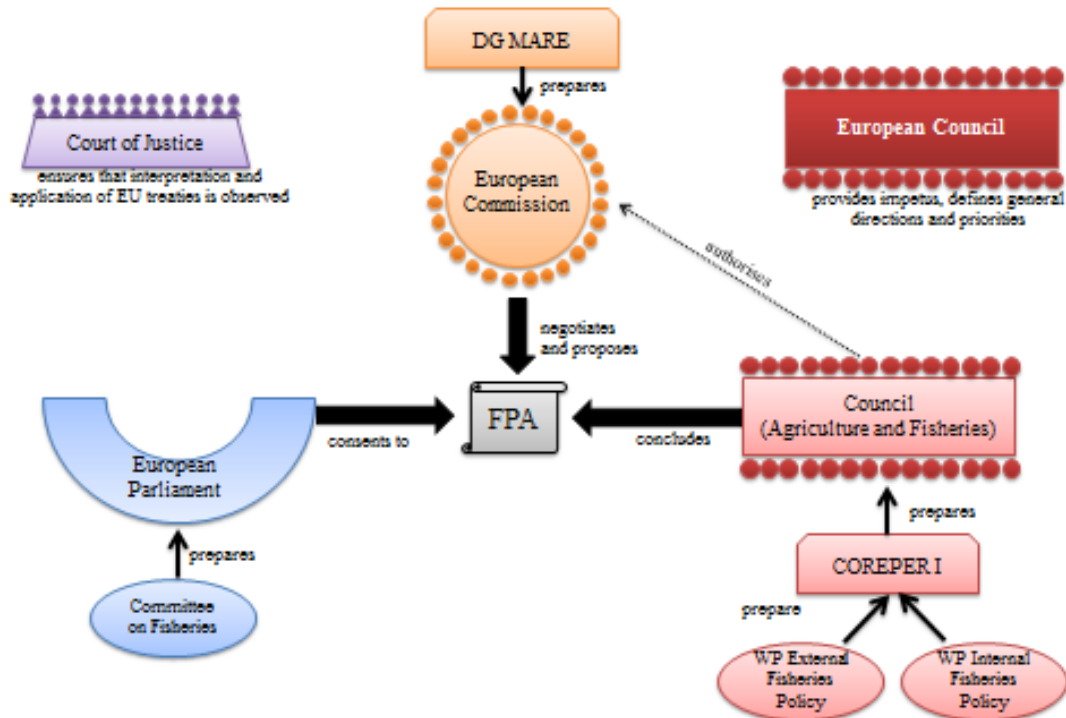 DG MARE
prepares
Court of Justice
ensures that interpretation and
application of EU treaties is observed
European
Commission
European Council
provides impetus, defines general
directions and priorities
authorises
negotiates
and proposes
FPA
European
Parliament
consents to
concludes
Council
(Agriculture and Fisheries)
prepares
Committee
on Fisheries
prepares
COREPER I
prepare
WP External
Fisheries
Policy
WP Internal
Fisheries
Policy